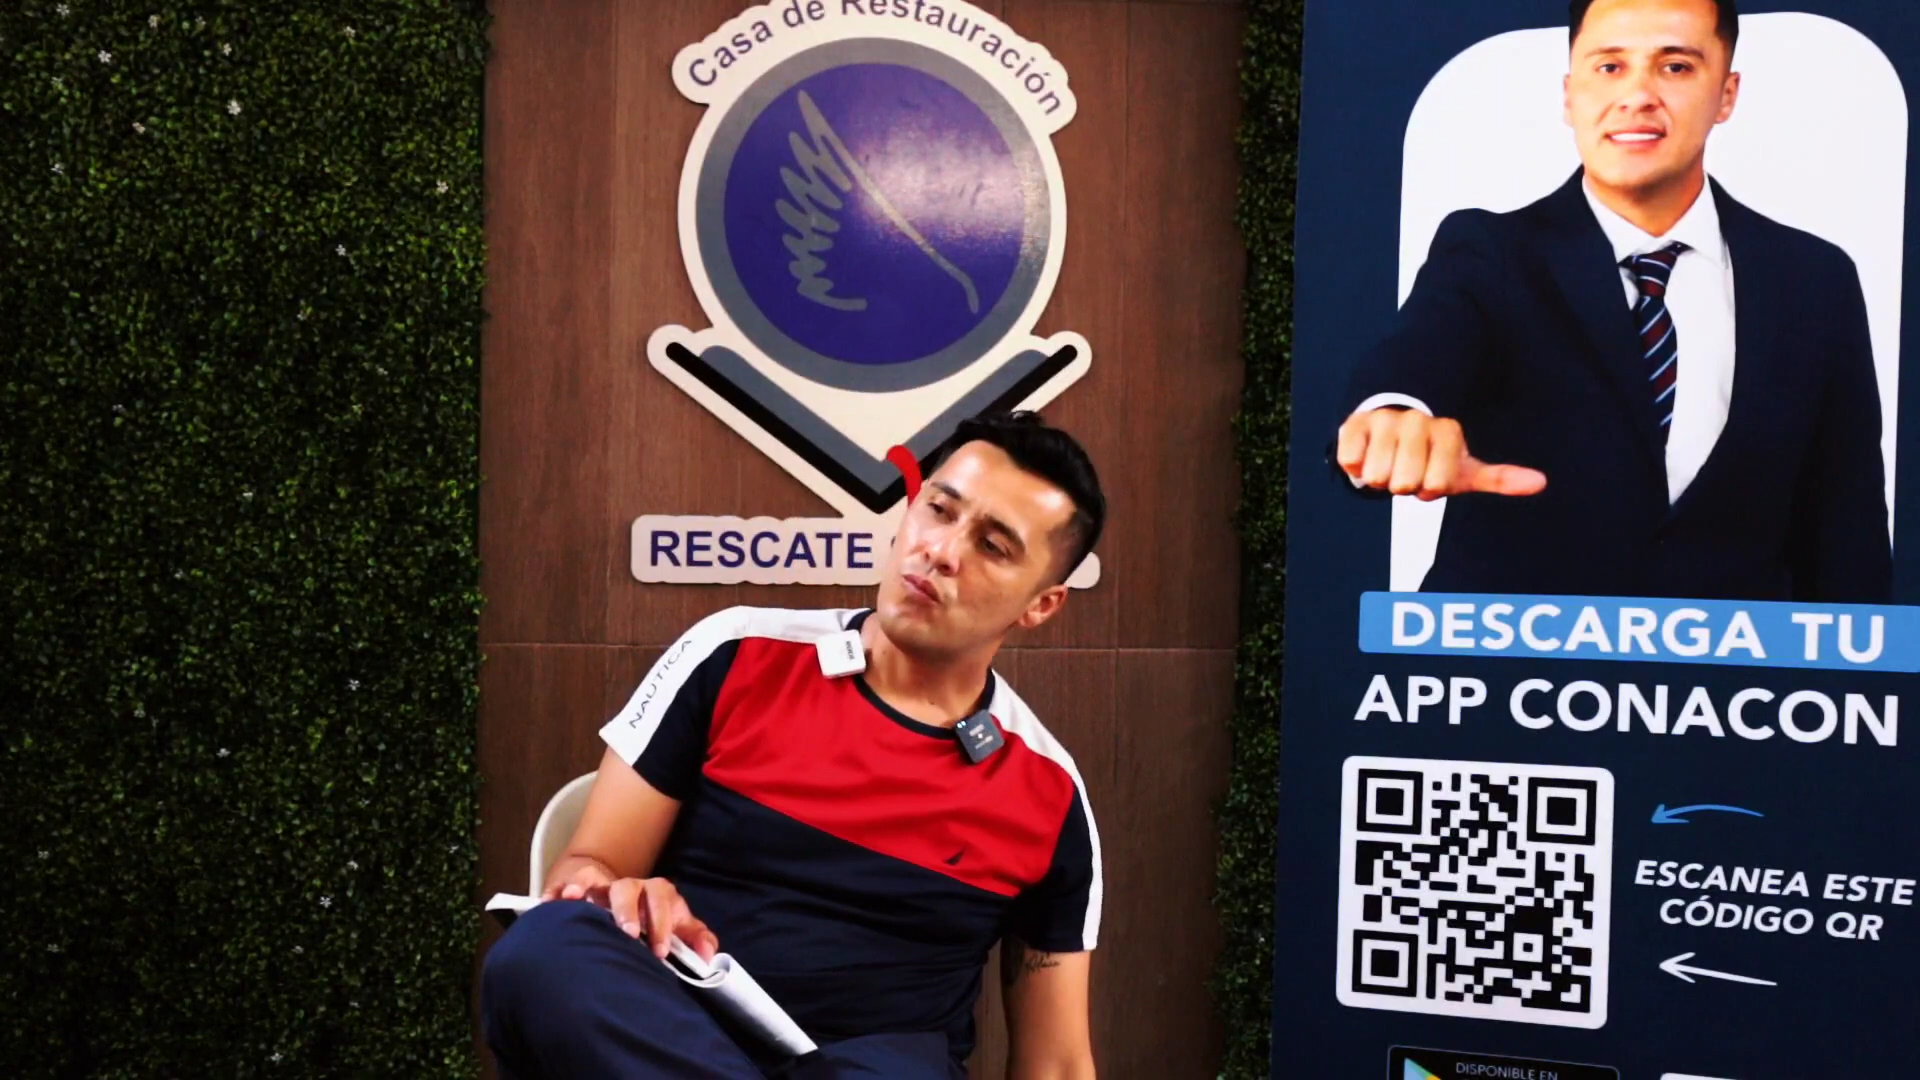 Casa de Restauración
RESCATE
NAUTICA
DESCARGA TU
APP CONACON
ESCANEA ESTE
CÓDIGO QR
DISPONIBLE EN